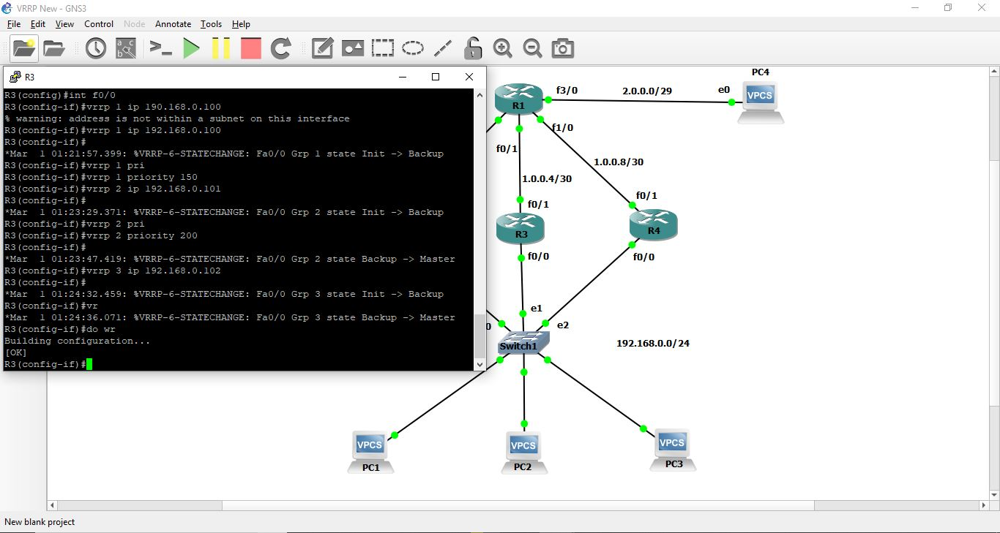 VRRP New - GNS3
File Edit View Control Node Annotate Tools Help
R3
R3(config)#int f0/0
R3(config-if)#vrrp 1 ip 190.168.0.100
% warning: address is not within a subnet on this interface
R3(config-if)#vrrp 1 ip 192.168.0.100
R3(config-if)#
*Mar  1 01:21:57.399: %VRRP-6-STATECHANGE: Fa0/0 Grp 1 state Init -> Backup
R3(config-if)#vrrp 1 pri
R3(config-if)#vrrp 1 priority 150
R3(config-if)#vrrp 2 ip 192.168.0.101
R3(config-if)#
*Mar  1 01:23:29.371: %VRRP-6-STATECHANGE: Fa0/0 Grp 2 state Init -> Backup
R3(config-if)#vrrp 2 pri
R3(config-if)#vrrp 2 priority 200
R3(config-if)#
*Mar  1 01:23:47.419: %VRRP-6-STATECHANGE: Fa0/0 Grp 2 state Backup -> Master
R3(config-if)#vrrp 3 ip 192.168.0.102
R3(config-if)#
*Mar  1 01:24:32.459: %VRRP-6-STATECHANGE: Fa0/0 Grp 3 state Init -> Backup
R3(config-if)#vr
*Mar  1 01:24:36.071: %VRRP-6-STATECHANGE: Fa0/0 Grp 3 state Backup -> Master
R3(config-if)#do wr
Building configuration...
[OK]
R3(config-if)#
PC4
f3/0
2.0.0.0/29
e0
VPCS
R1
f1/0
f0/1
1.0.0.8/30
1.0.0.4/30
f0/1
f0/1
R3
R4
f0/0
f0/0
e1
0
e2
Switch1
192.168.0.0/24
VPCS
PC1
VPCS
PC2
VPCS
PC3
New blank project